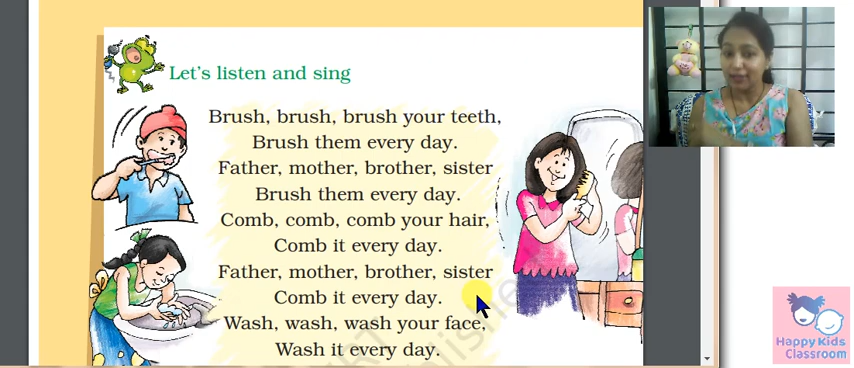 Let's listen and sing
Brush, brush, brush your teeth,
Brush them every day.
Father, mother, brother, sister
Brush them every day.
Comb, comb, comb your hair,
Comb it every day.
Father, mother, brother, sister
Comb it every day.
Wash, wash, wash your face,
Wash it every day.
Happy Kids
Classroom